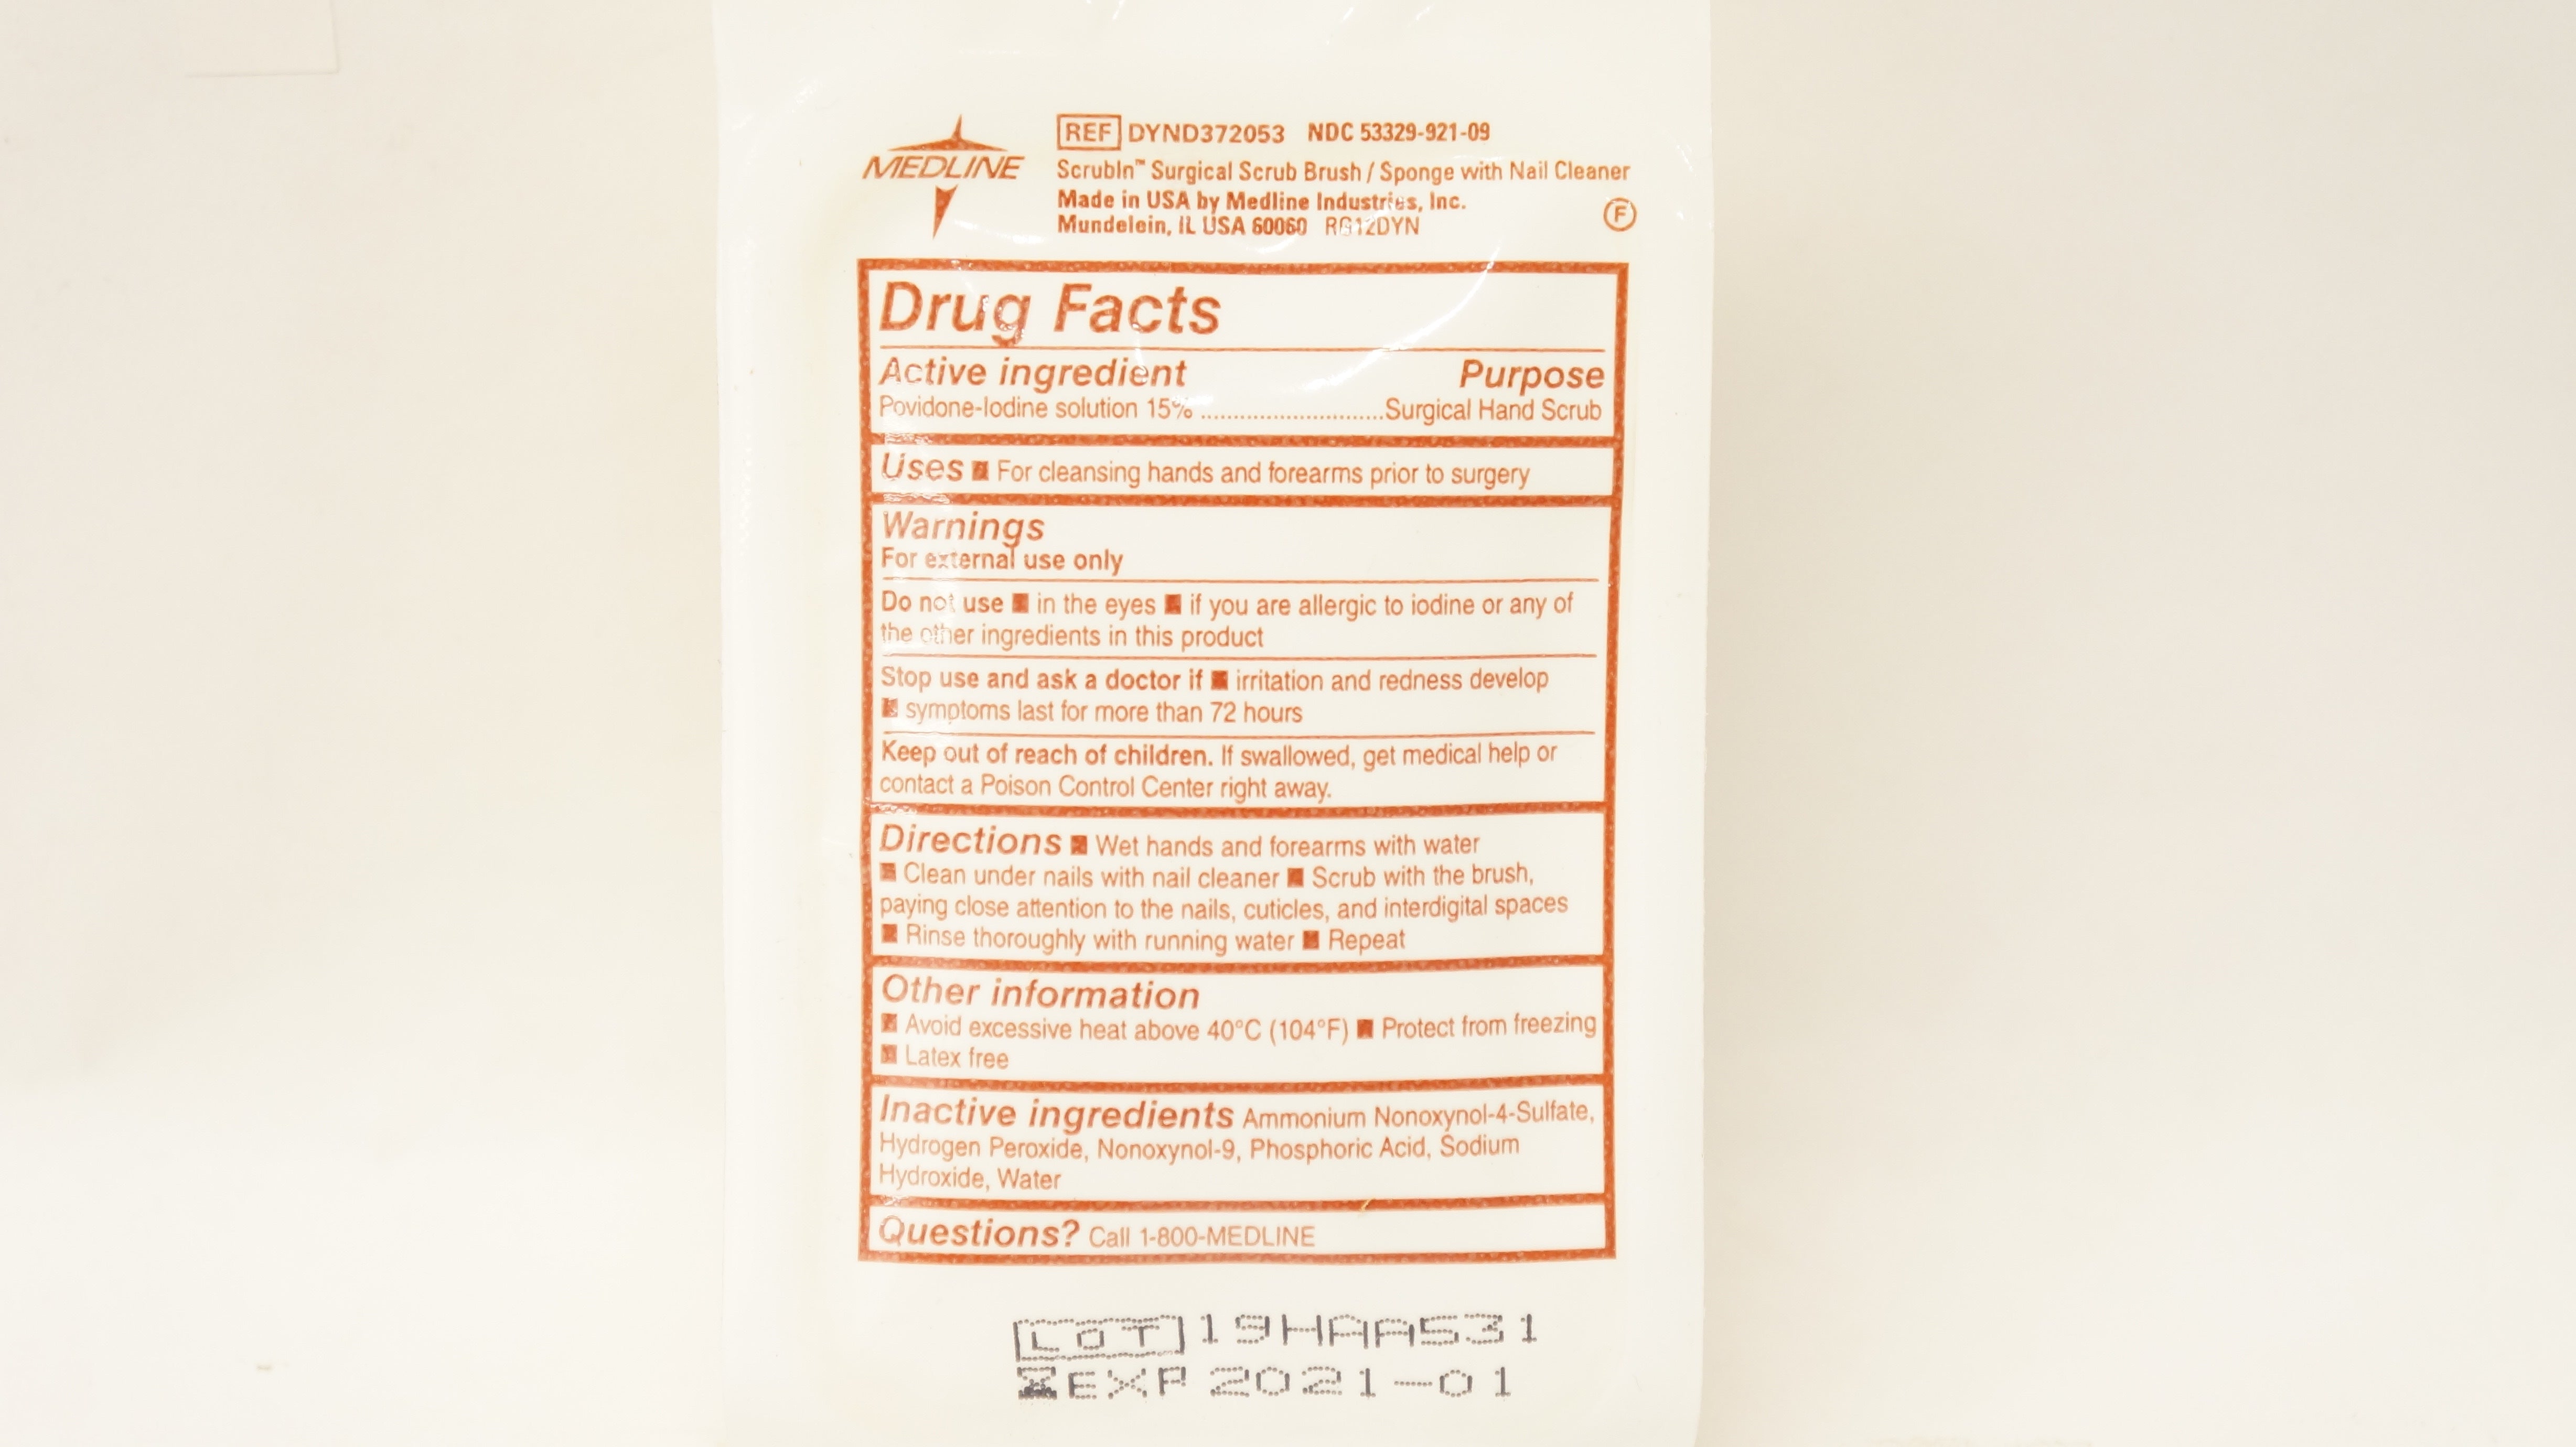 MEDLINE
REF DYND372053 NDC 53329-921-09
ScrubIn™ Surgical Scrub Brush / Sponge with Nail Cleaner
Made in USA by Medline Industries, Inc.
Mundelein, IL USA 60060 RG12DYN
F
Drug Facts
Active ingredient Purpose
Povidone-Iodine solution 15% ............................Surgical Hand Scrub
Uses ■ For cleansing hands and forearms prior to surgery
Warnings
For external use only
Do not use ■ in the eyes ■ if you are allergic to iodine or any of
the other ingredients in this product
Stop use and ask a doctor if ■ irritation and redness develop
■ symptoms last for more than 72 hours
Keep out of reach of children. If swallowed, get medical help or
contact a Poison Control Center right away.
Directions ■ Wet hands and forearms with water
■ Clean under nails with nail cleaner ■ Scrub with the brush,
paying close attention to the nails, cuticles, and interdigital spaces
■ Rinse thoroughly with running water ■ Repeat
Other information
■ Avoid excessive heat above 40°C (104°F) ■ Protect from freezing
■ Latex free
Inactive ingredients Ammonium Nonoxynol-4-Sulfate,
Hydrogen Peroxide, Nonoxynol-9, Phosphoric Acid, Sodium
Hydroxide, Water
Questions? Call 1-800-MEDLINE
LOT 19HAA531
EXP 2021-01